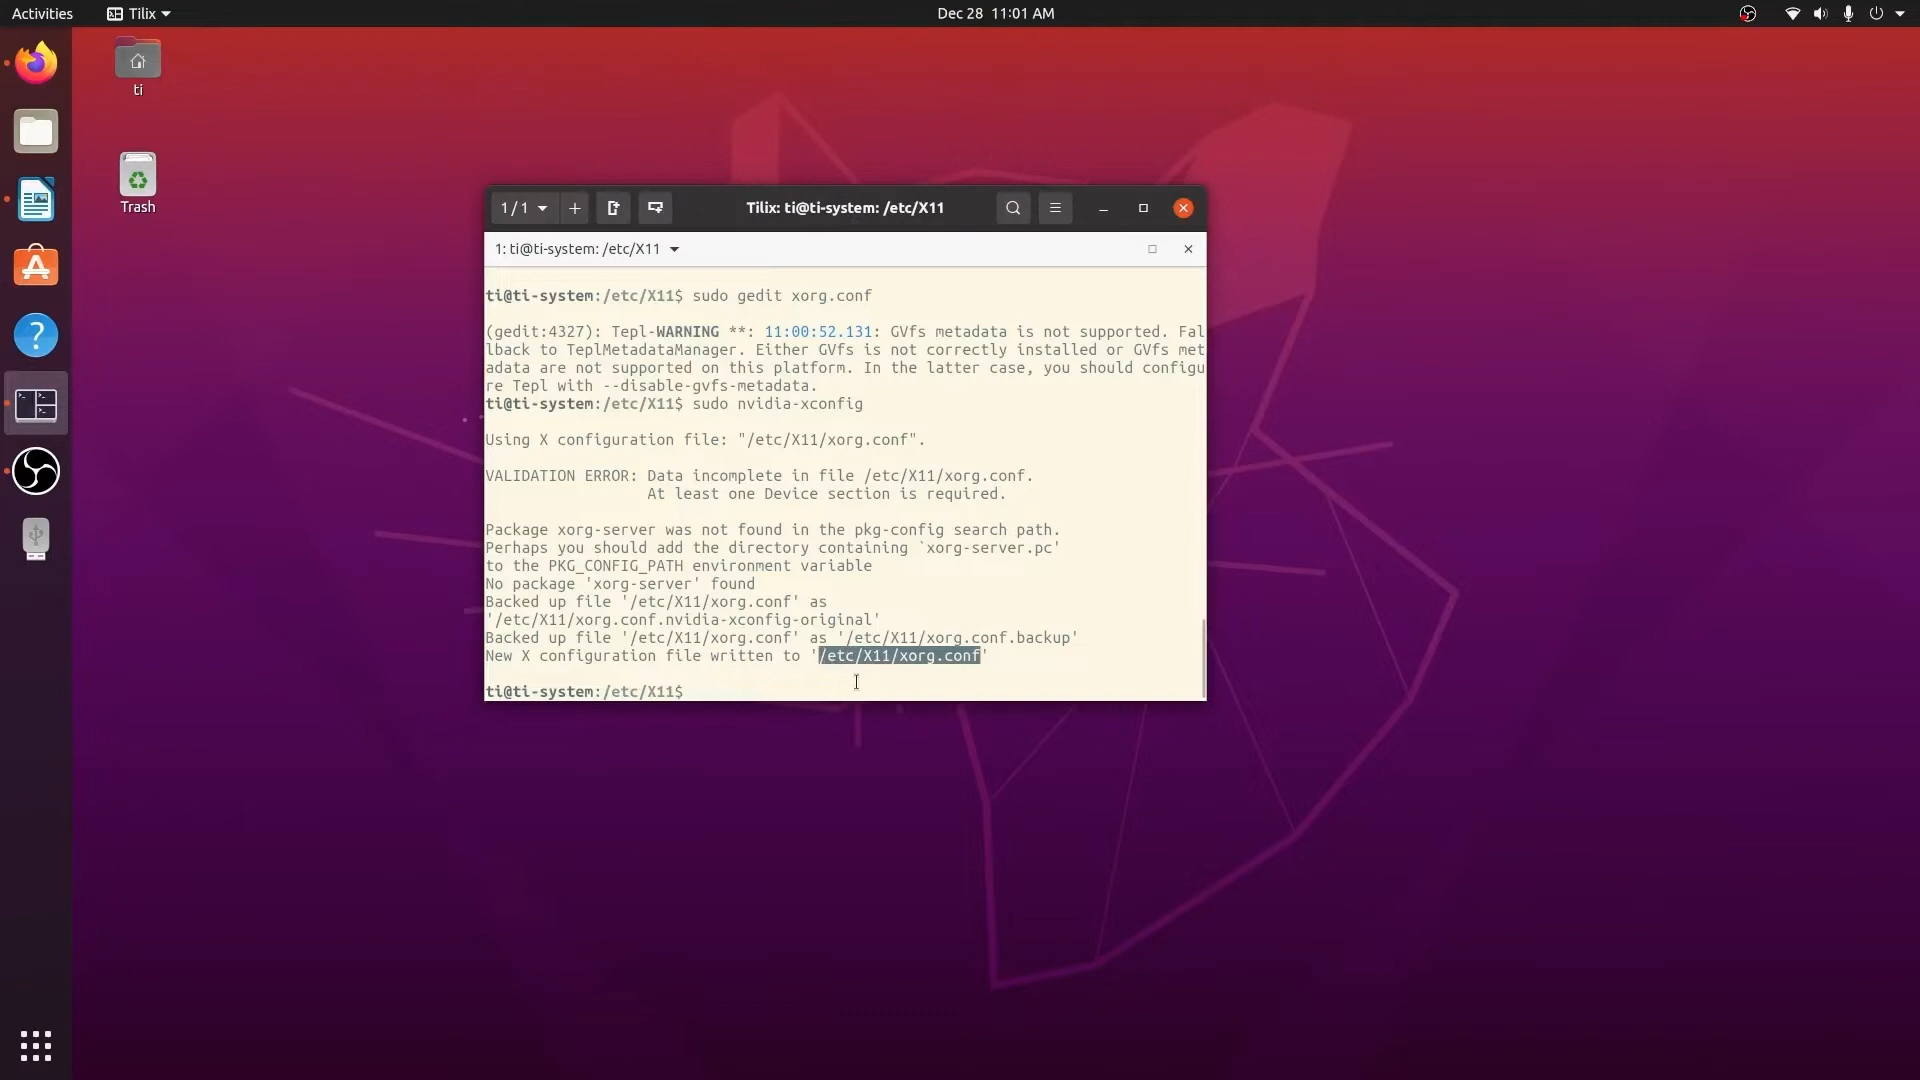 Activities
Tilix
Dec 28  11:01 AM
ti
Trash
1 / 1
Tilix: ti@ti-system: /etc/X11
1: ti@ti-system: /etc/X11
ti@ti-system:/etc/X11$ sudo gedit xorg.conf
(gedit:4327): Tepl-WARNING **: 11:00:52.131: GVfs metadata is not supported. Fal
lback to TeplMetadataManager. Either GVfs is not correctly installed or GVfs met
adata are not supported on this platform. In the latter case, you should configu
re Tepl with --disable-gvfs-metadata.
ti@ti-system:/etc/X11$ sudo nvidia-xconfig
Using X configuration file: "/etc/X11/xorg.conf".
VALIDATION ERROR: Data incomplete in file /etc/X11/xorg.conf.
At least one Device section is required.
Package xorg-server was not found in the pkg-config search path.
Perhaps you should add the directory containing `xorg-server.pc'
to the PKG_CONFIG_PATH environment variable
No package 'xorg-server' found
Backed up file '/etc/X11/xorg.conf' as
'/etc/X11/xorg.conf.nvidia-xconfig-original'
Backed up file '/etc/X11/xorg.conf' as '/etc/X11/xorg.conf.backup'
New X configuration file written to '/etc/X11/xorg.conf'
ti@ti-system:/etc/X11$